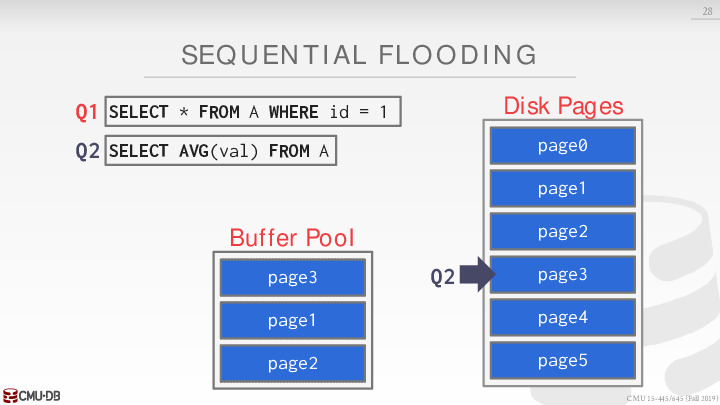 28
SEQUENTIAL FLOODING
Q1 SELECT * FROM A WHERE id = 1
Q2 SELECT AVG(val) FROM A
Disk Pages
page0
page1
page2
page3
page4
page5
Q2
Buffer Pool
page3
page1
page2
CMU·DB
CMU 15-445/645 (Fall 2019)